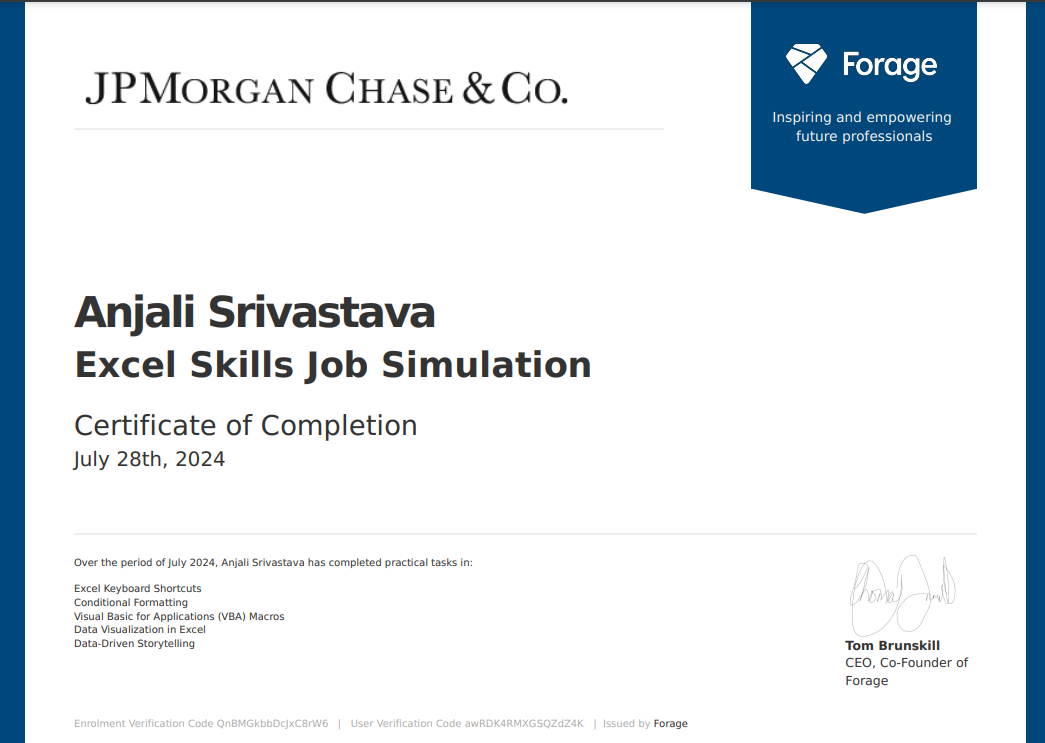 JPMORGAN CHASE & CO.
Forage
Inspiring and empowering
future professionals
Anjali Srivastava
Excel Skills Job Simulation
Certificate of Completion
July 28th, 2024
Over the period of July 2024, Anjali Srivastava has completed practical tasks in:
Excel Keyboard Shortcuts
Conditional Formatting
Visual Basic for Applications (VBA) Macros
Data Visualization in Excel
Data-Driven Storytelling
Tom Brunskill
CEO, Co-Founder of
Forage
Enrolment Verification Code QnBMGkbbDcJxC8rW6 | User Verification Code awRDK4RMXGSQZdZ4K | Issued by Forage